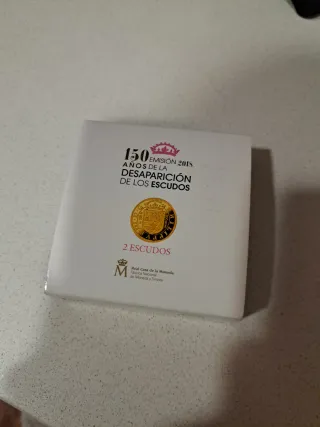 150 EMISIÓN 2018
AÑOS DE LA
DESAPARICIÓN
DE LOS ESCUDOS
2 ESCUDOS
M
Real Casa de la Moneda
Fábrica Nacional
de Moneda y Timbre